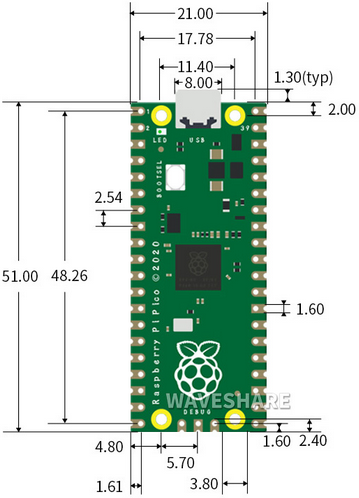 21.00
17.78
11.40
8.00
1.30(typ)
2.00
2
39
LED
USB
BOOTSEL
2.54
51.00
48.26
1.60
Raspberry Pi Pico ©2020
WAVESHARE
DEBUG
4.80
5.70
1.60
2.40
1.61
3.80